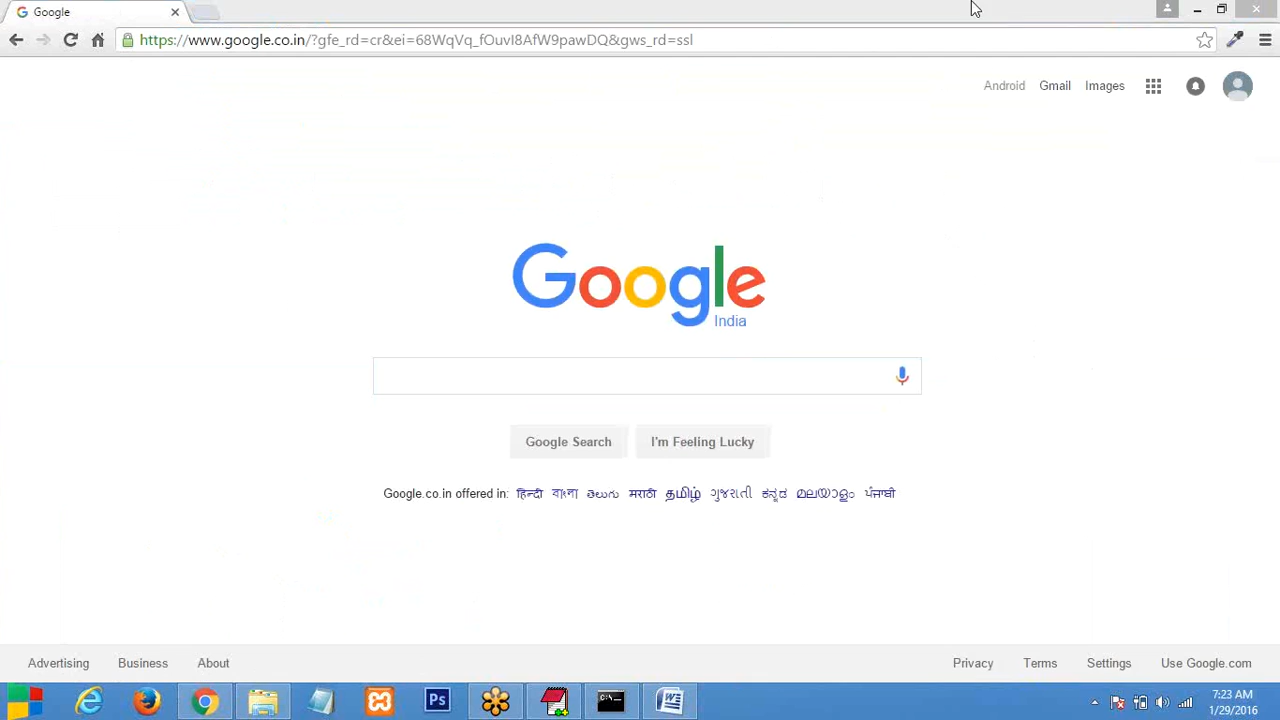 Google
https://www.google.co.in/?gfe_rd=cr&ei=68WqVq_fOuvI8AfW9pawDQ&gws_rd=ssl
Android Gmail Images
Google
India
Google Search I'm Feeling Lucky
Google.co.in offered in: हिन्दी বাংলা తెలుగు मराठी தமிழ் ગુજરાતી ಕನ್ನಡ മലയാളം ਪੰਜਾਬੀ
Advertising Business About Privacy Terms Settings Use Google.com
Ps
7:23 AM
1/29/2016